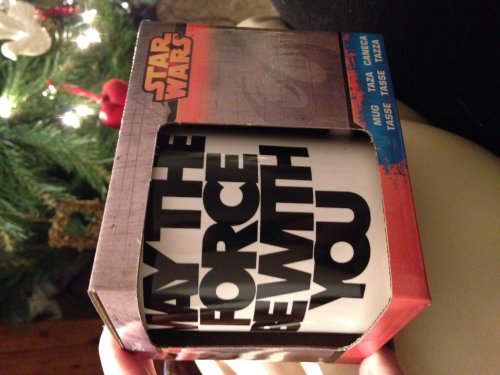 STAR
WARS
MUG TAZA CANECA
TASSE TASSE TAZZA
MAY THE
FORCE
BE WITH
YOU